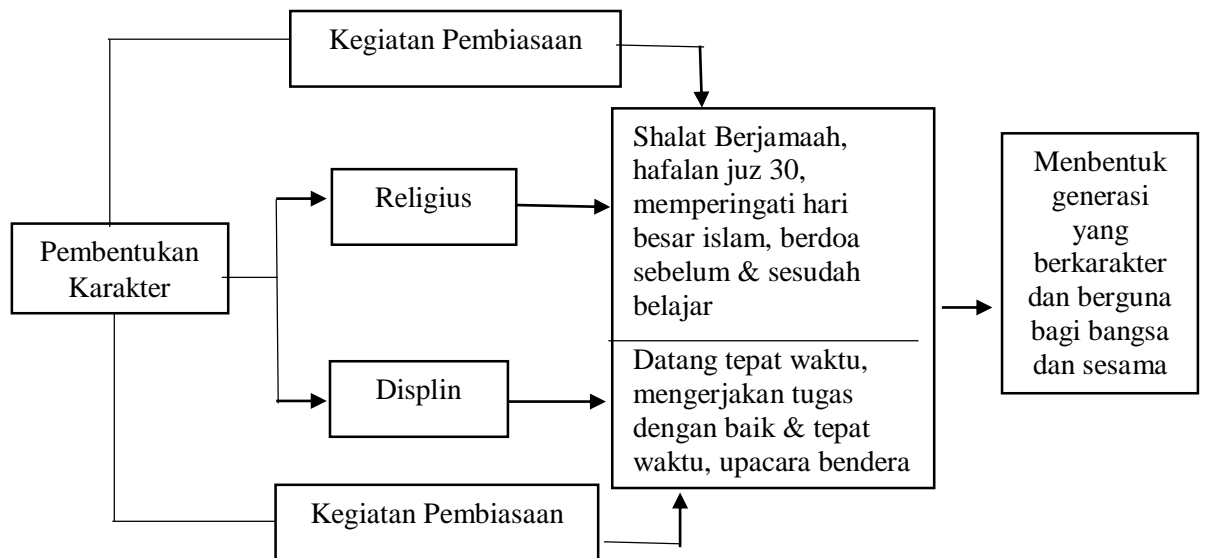 Kegiatan Pembiasaan
Pembentukan
Karakter
Religius
Displin
Shalat Berjamaah,
hafalan juz 30,
memperingati hari
besar islam, berdoa
sebelum & sesudah
belajar
Datang tepat waktu,
mengerjakan tugas
dengan baik & tepat
waktu, upacara bendera
Menbentuk
generasi
yang
berkarakter
dan berguna
bagi bangsa
dan sesama
Kegiatan Pembiasaan